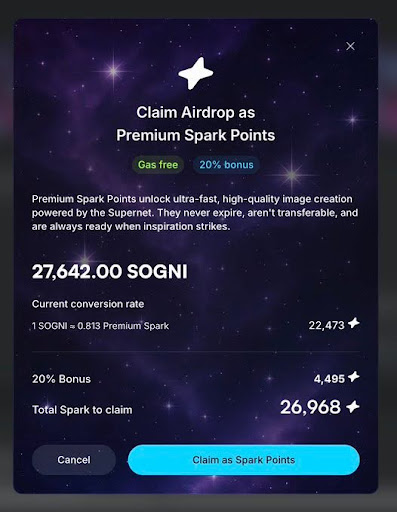 Claim Airdrop as
Premium Spark Points
Gas free
20% bonus
Premium Spark Points unlock ultra-fast, high-quality image creation
powered by the Supernet. They never expire, aren't transferable, and
are always ready when inspiration strikes.
27,642.00 SOGNI
Current conversion rate
1 SOGNI ≈ 0.813 Premium Spark 22,473
20% Bonus 4,495
Total Spark to claim 26,968
Cancel
Claim as Spark Points